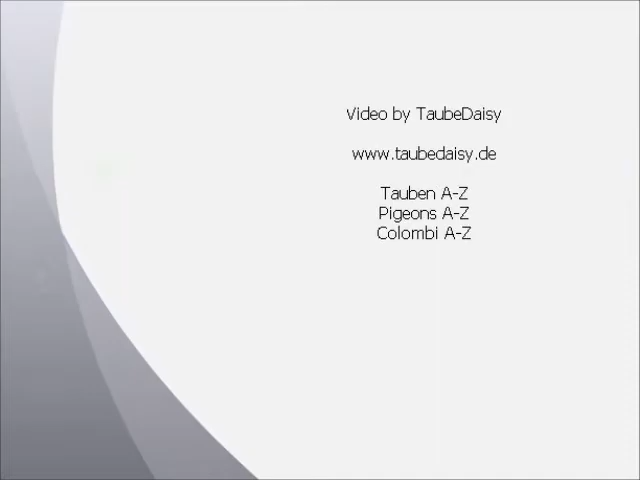 Video by TaubeDaisy
www.taubedaisy.de
Tauben A-Z
Pigeons A-Z
Colombi A-Z